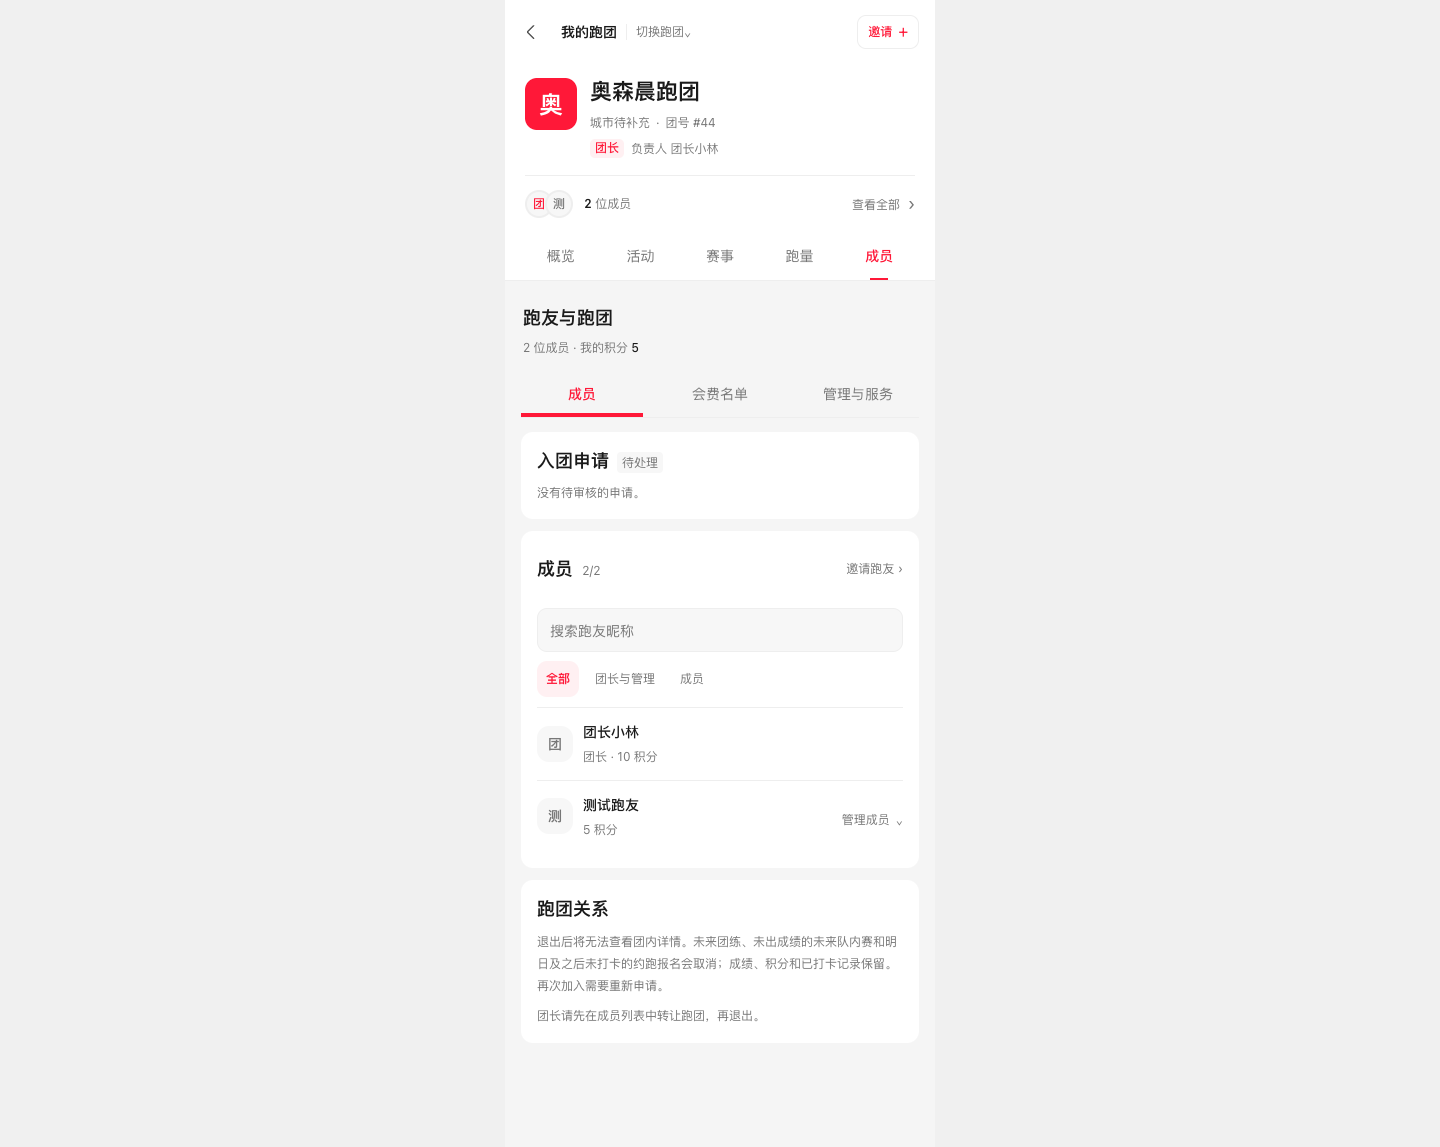 我的跑团 切换跑团 邀请 +
奥 奥森晨跑团
城市待补充 · 团号 #44
团长 负责人 团长小林
团 测 2 位成员 查看全部 ›
概览 活动 赛事 跑量 成员
跑友与跑团
2 位成员 · 我的积分 5
成员 会费名单 管理与服务
入团申请 待处理
没有待审核的申请。
成员 2/2 邀请跑友 ›
搜索跑友昵称
全部 团长与管理 成员
团 团长小林
团长 · 10 积分
测 测试跑友
5 积分 管理成员
跑团关系
退出后将无法查看团内详情。未来团练、未出成绩的未来队内赛和明
日及之后未打卡的约跑报名会取消；成绩、积分和已打卡记录保留。
再次加入需要重新申请。
团长请先在成员列表中转让跑团，再退出。